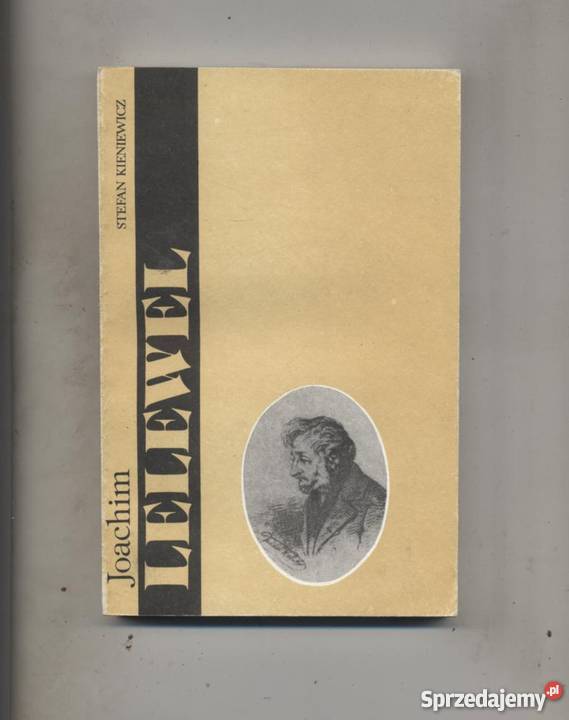 STEFAN KIENIEWICZ
Joachim
LELEWEL
Sprzedajemy.pl